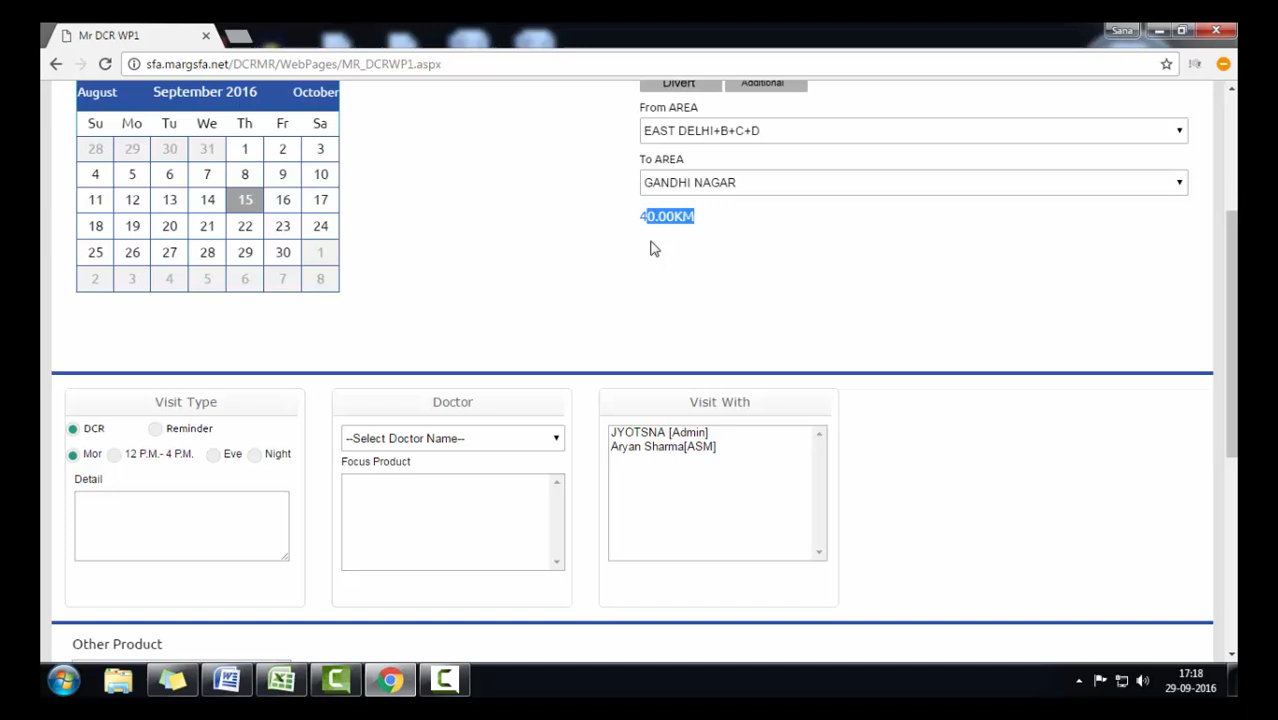 Mr DCR WP1
Sana
sfa.margsfa.net/DCRMR/WebPages/MR_DCRWP1.aspx
August September 2016 October
Su Mo Tu We Th Fr Sa
28 29 30 31 1 2 3
4 5 6 7 8 9 10
11 12 13 14 15 16 17
18 19 20 21 22 23 24
25 26 27 28 29 30 1
2 3 4 5 6 7 8
Divert Additional
From AREA
EAST DELHI+B+C+D
To AREA
GANDHI NAGAR
40.00KM
Visit Type
DCR Reminder
Mor 12 P.M.- 4 P.M. Eve Night
Detail
Doctor
--Select Doctor Name--
Focus Product
Visit With
JYOTSNA [Admin]
Aryan Sharma[ASM]
Other Product
17:18
29-09-2016